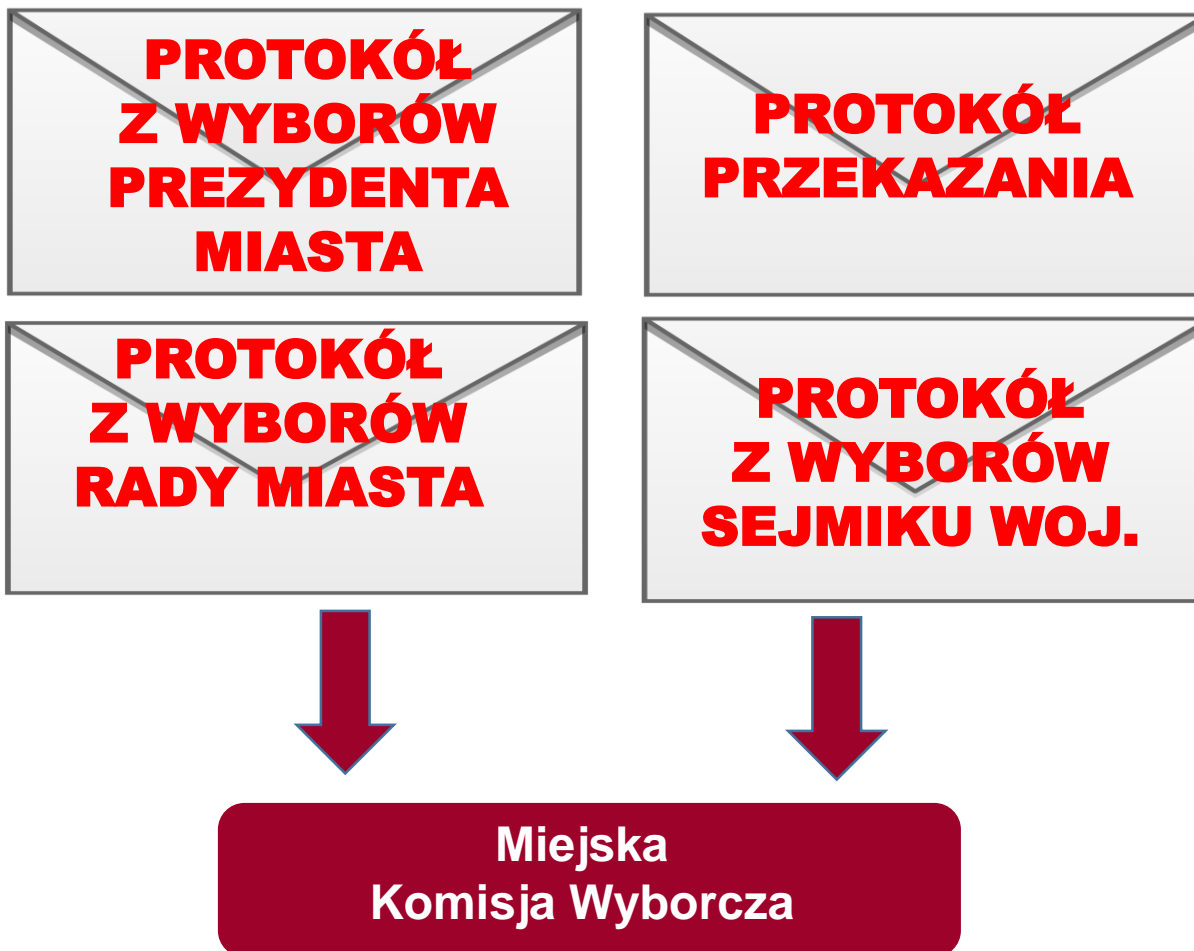 PROTOKÓŁ
Z WYBORÓW
PREZYDENTA
MIASTA
PROTOKÓŁ
PRZEKAZANIA
PROTOKÓŁ
Z WYBORÓW
RADY MIASTA
PROTOKÓŁ
Z WYBORÓW
SEJMIKU WOJ.
Miejska
Komisja Wyborcza